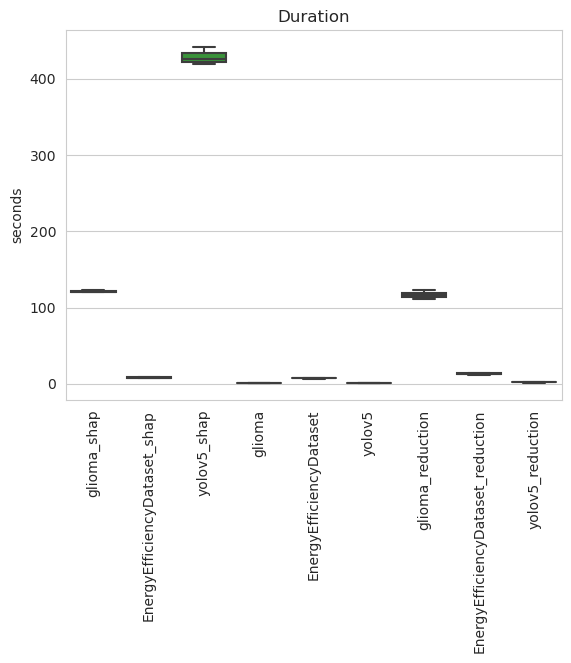 Duration
seconds
400
300
200
100
0
glioma_shap
EnergyEfficiencyDataset_shap
yolov5_shap
glioma
EnergyEfficiencyDataset
yolov5
glioma_reduction
EnergyEfficiencyDataset_reduction
yolov5_reduction